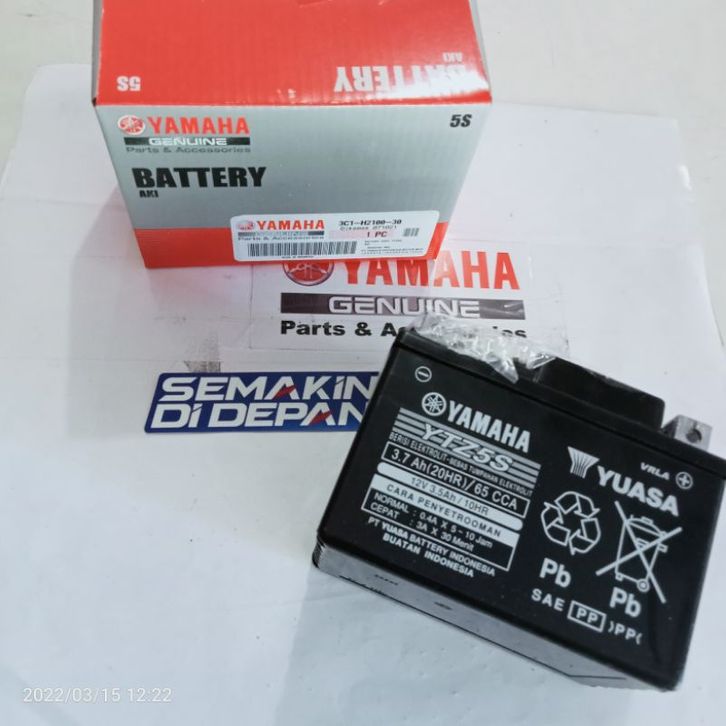 BATTERY
AKI
5S
YAMAHA
GENUINE
Parts & Accessories
5S
BATTERY
AKI
YAMAHA
3C1-H2100-30
Parts & Accessories
1 PC
YAMAHA
GENUINE
Parts & Accessories
SEMAKIN
DI DEPAN
YAMAHA
YTZ5S
BERISI ELEKTROLIT-BEBAS TUMPAHAN ELEKTROLIT
3.7 Ah(20HR)/65 CCA
12V 3.5Ah/10HR
CARA PENYETROOMAN
NORMAL : 0.4A X 5-10 Jam
CEPAT : 3A X 30 Menit
PT YUASA BATTERY INDONESIA
BUATAN INDONESIA
VRLA
YUASA
Pb
Pb
SAE PP >PP<
2022/03/15 12:22